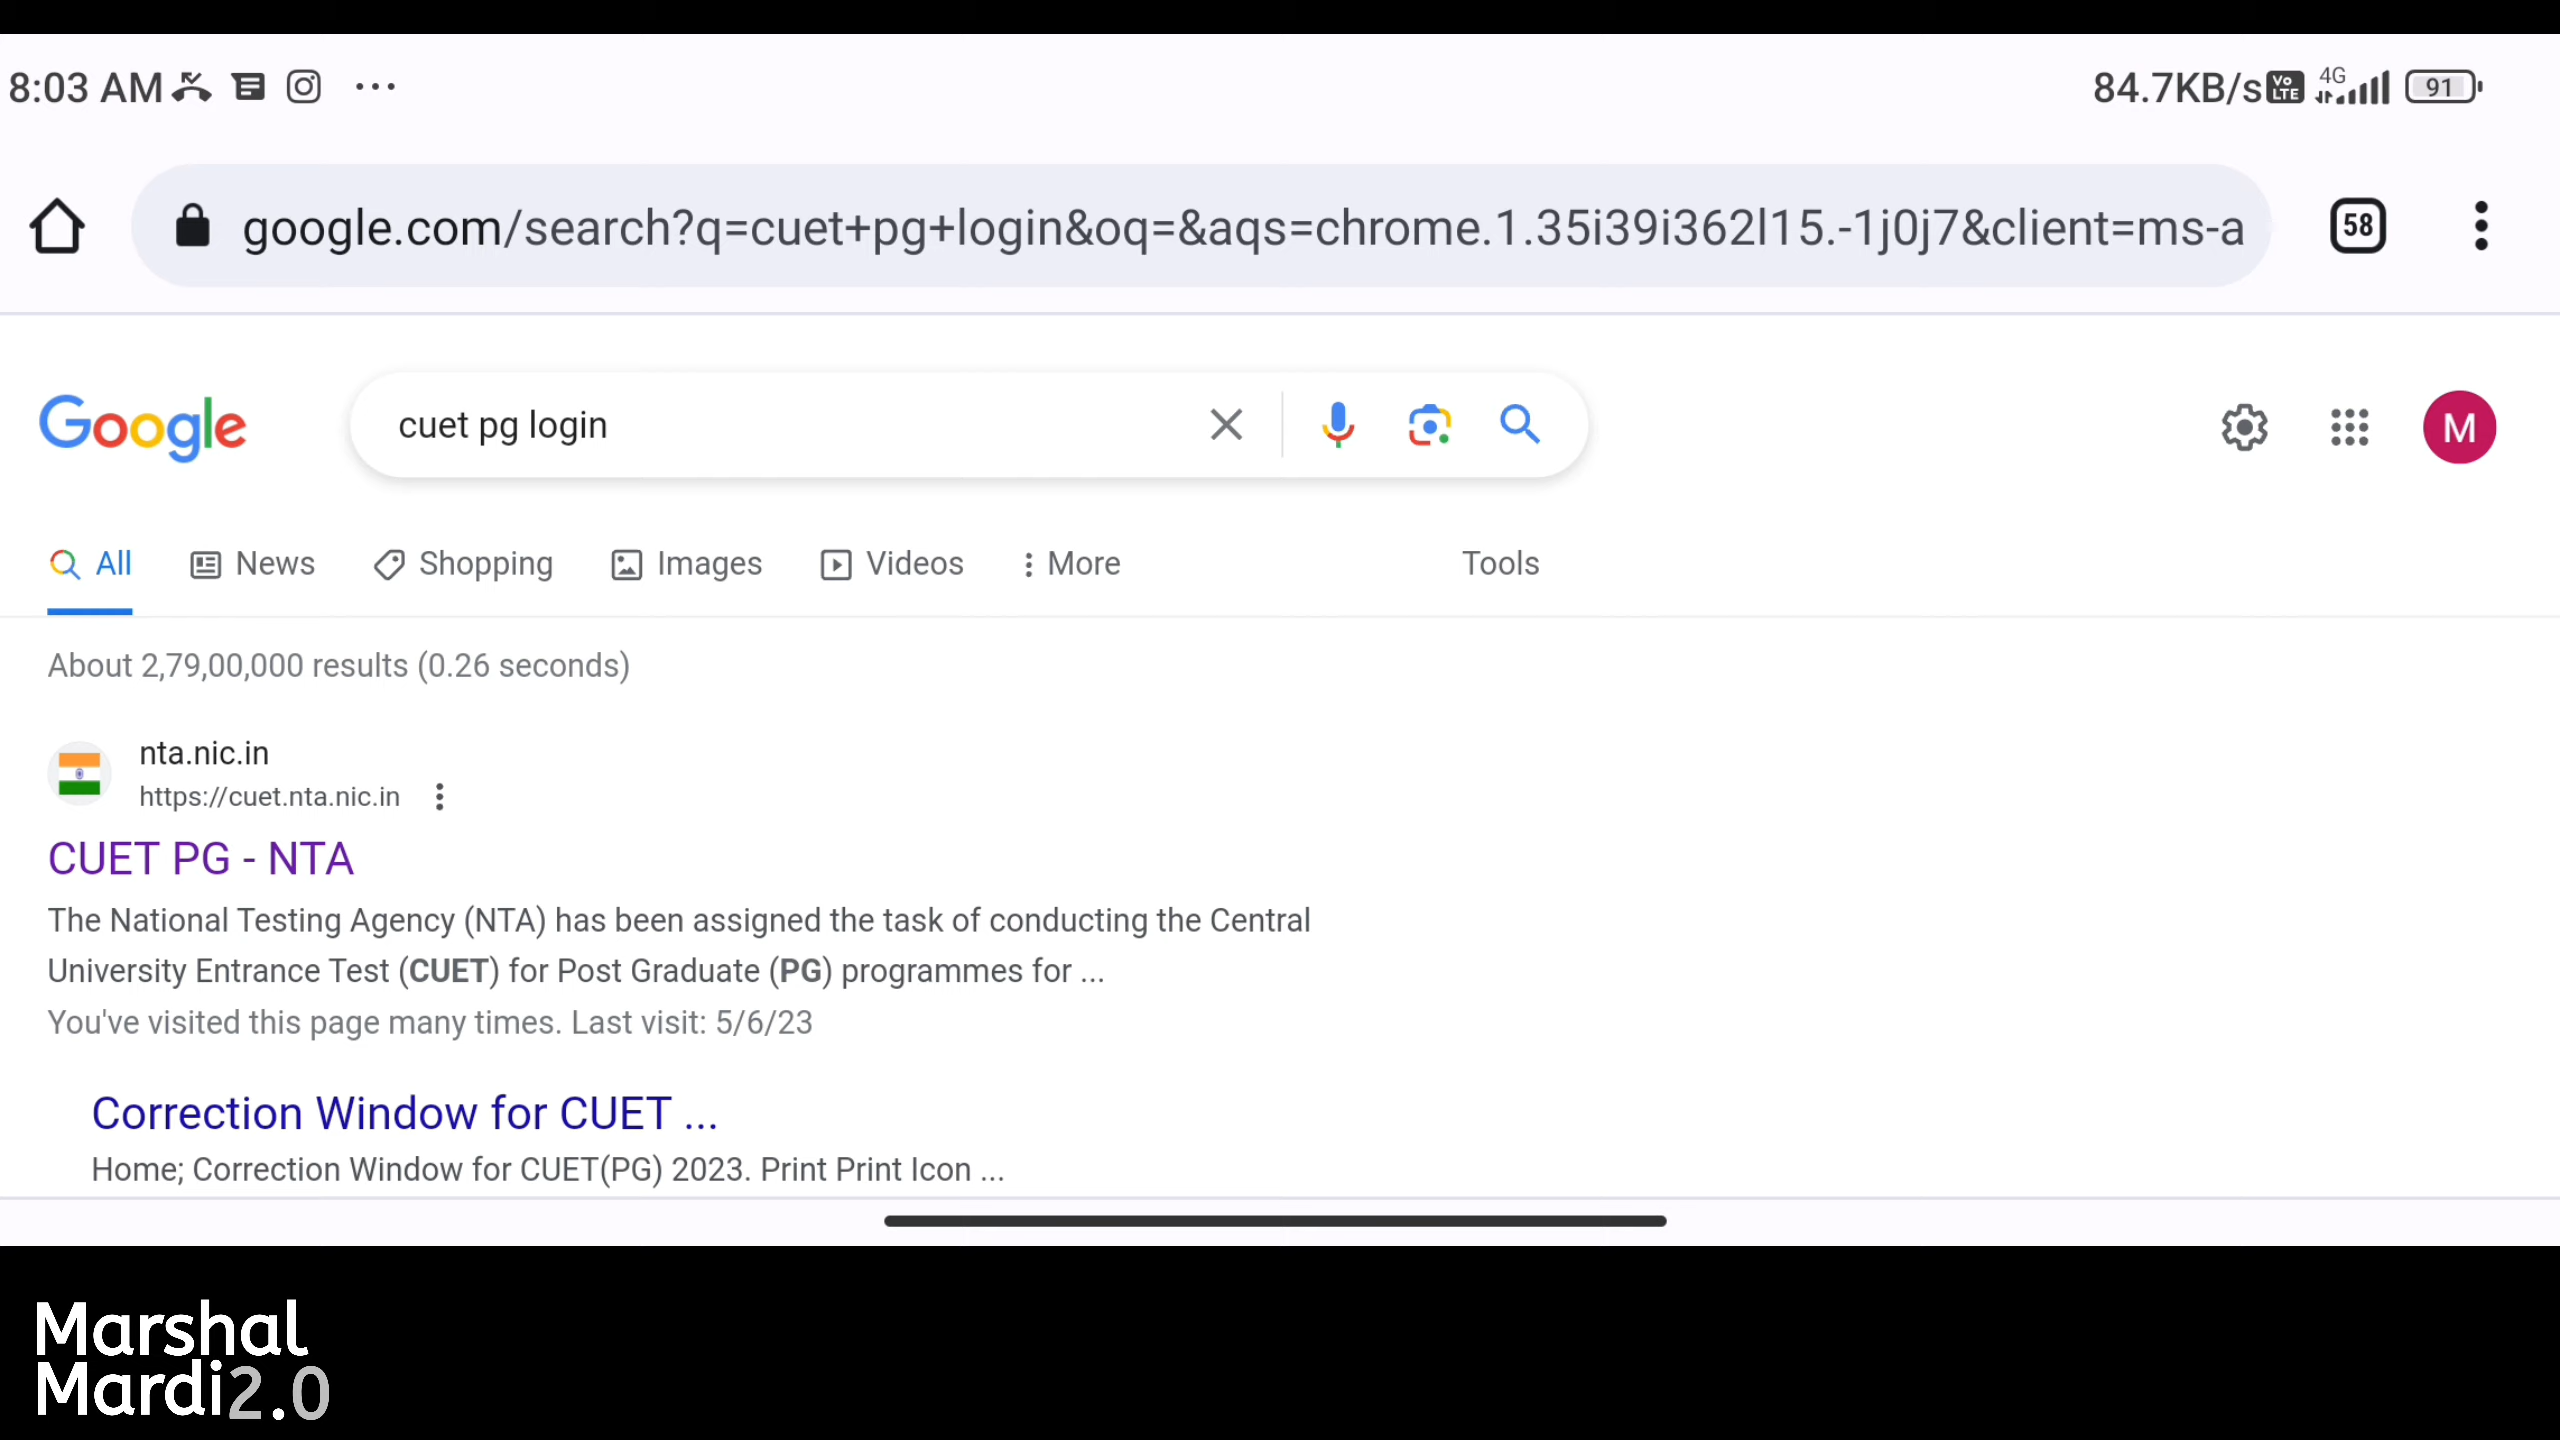 8:03 AM 84.7KB/s Vo LTE 4G 91
google.com/search?q=cuet+pg+login&oq=&aqs=chrome.1.35i39i362l15.-1j0j7&client=ms-a 58
Google cuet pg login M
All News Shopping Images Videos More Tools
About 2,79,00,000 results (0.26 seconds)
nta.nic.in
https://cuet.nta.nic.in
CUET PG - NTA
The National Testing Agency (NTA) has been assigned the task of conducting the Central
University Entrance Test (CUET) for Post Graduate (PG) programmes for ...
You've visited this page many times. Last visit: 5/6/23
Correction Window for CUET ...
Home; Correction Window for CUET(PG) 2023. Print Print Icon ...
Marshal
Mardi2.0